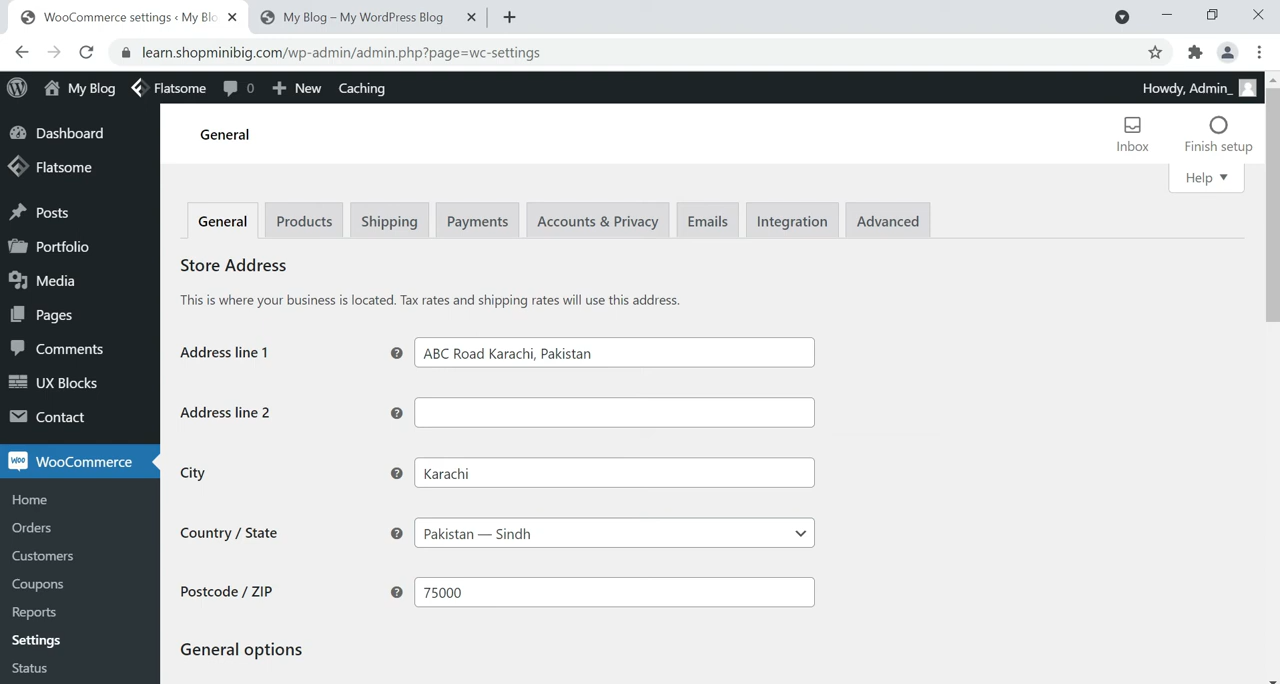 WooCommerce settings ‹ My Blo
My Blog – My WordPress Blog
learn.shopminibig.com/wp-admin/admin.php?page=wc-settings
My Blog
Flatsome
0
New
Caching
Howdy, Admin_
Dashboard
Flatsome
Posts
Portfolio
Media
Pages
Comments
UX Blocks
Contact
WooCommerce
Home
Orders
Customers
Coupons
Reports
Settings
Status
General
Inbox
Finish setup
Help
General
Products
Shipping
Payments
Accounts & Privacy
Emails
Integration
Advanced
Store Address
This is where your business is located. Tax rates and shipping rates will use this address.
Address line 1
ABC Road Karachi, Pakistan
Address line 2
City
Karachi
Country / State
Pakistan — Sindh
Postcode / ZIP
75000
General options